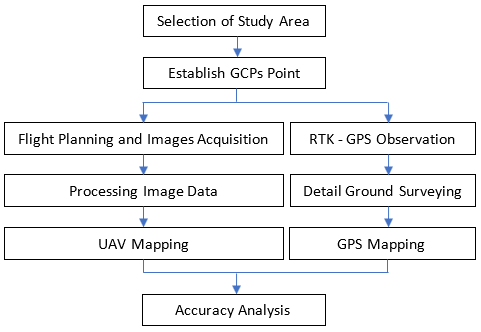 Selection of Study Area
Establish GCPs Point
Flight Planning and Images Acquisition
RTK - GPS Observation
Processing Image Data
Detail Ground Surveying
UAV Mapping
GPS Mapping
Accuracy Analysis